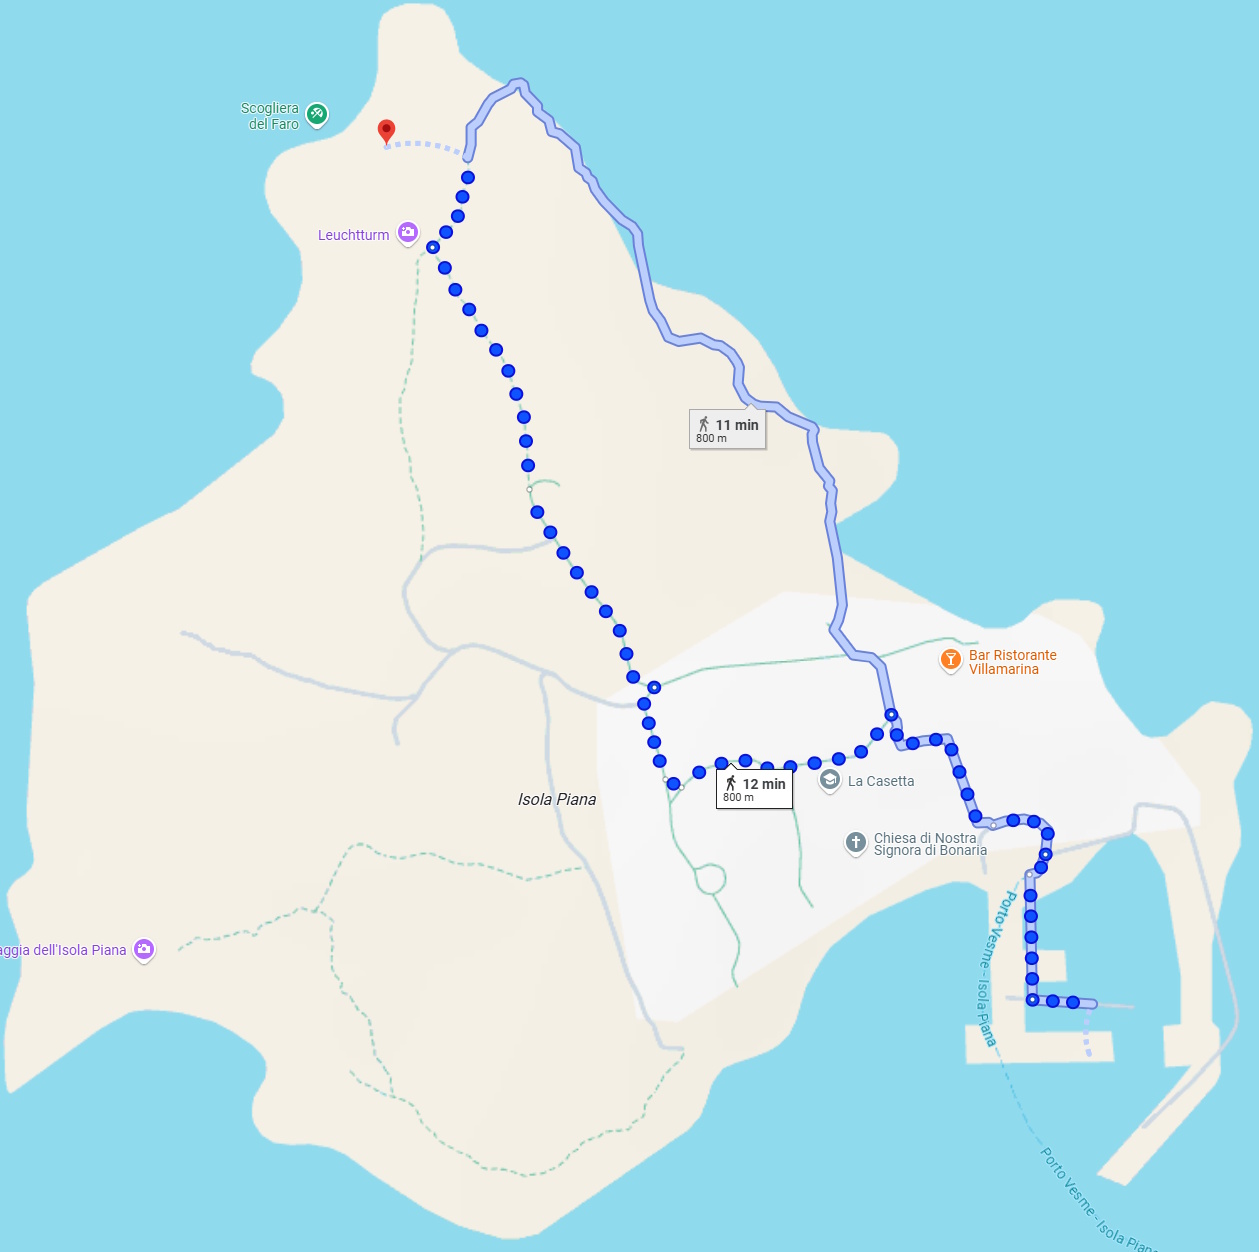 Scogliera
del Faro
Leuchtturm
11 min
800 m
Bar Ristorante
Villamarina
12 min
800 m
La Casetta
Isola Piana
Chiesa di Nostra
Signora di Bonaria
aggia dell'Isola Piana
Porto Vesme - Isola Piana
Porto Vesme - Isola Piana